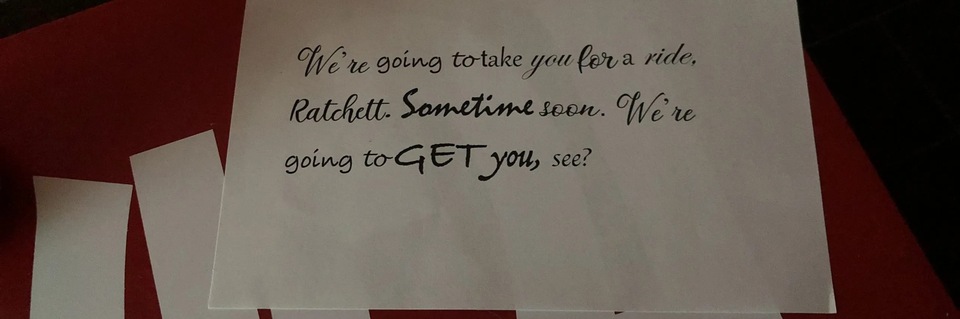 We're going to take you for a ride,
Ratchett. Sometime soon. We're
going to GET you, see?